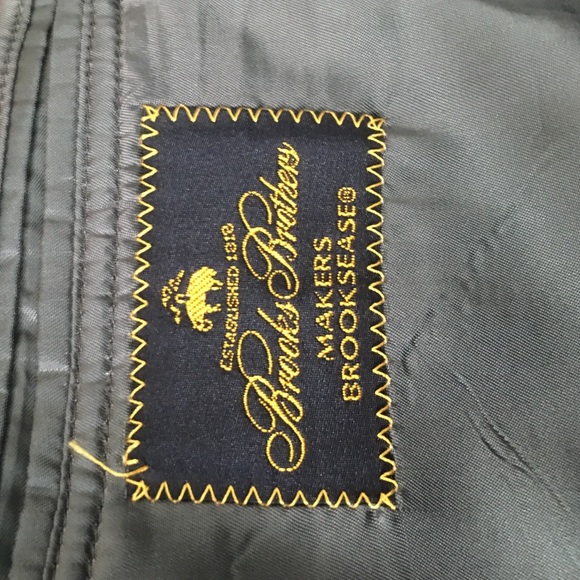 ESTABLISHED 1818
Brooks Brothers
MAKERS
BROOKSEASE®